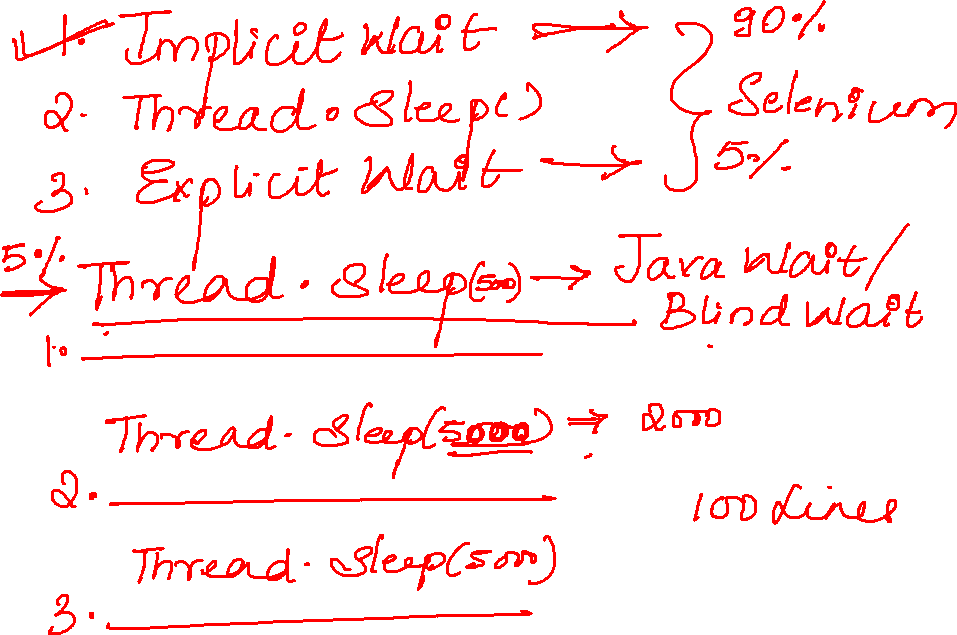 1. Implicit Wait → 90%
2. Thread.Sleep() Selenium
3. Explicit Wait → 5%
5% → Thread.Sleep(500) → Java Wait/
Blind Wait
1.
Thread.Sleep(5000) ⇒ 2000
2.
100 Lines
Thread.Sleep(5000)
3.